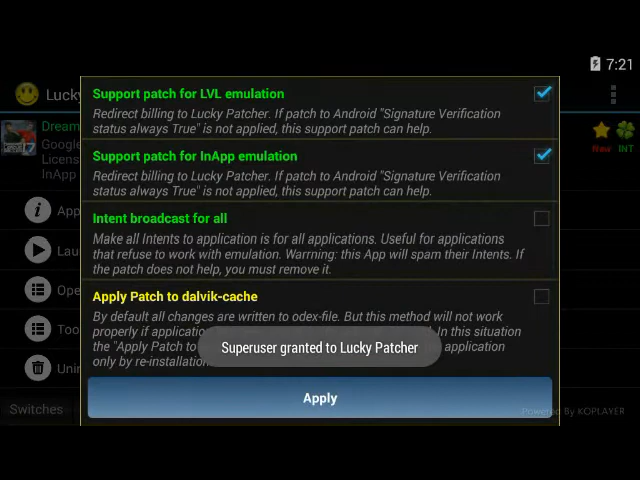 7:21
Lucky
Support patch for LVL emulation
Redirect billing to Lucky Patcher. If patch to Android "Signature Verification
status always True" is not applied, this support patch can help.
Dream
Google
Licens
InApp
New INT
Support patch for InApp emulation
Redirect billing to Lucky Patcher. If patch to Android "Signature Verification
status always True" is not applied, this support patch can help.
App
Intent broadcast for all
Make all Intents to application is for all applications. Useful for applications
that refuse to work with emulation. Warrning: this App will spam their Intents. If
the patch does not help, you must remove it.
Lau
Ope
Apply Patch to dalvik-cache
By default all changes are written to odex-file. But this method will not work
properly if applica
In this situation
the "Apply Patch to
application
only by re-installation
Too
Superuser granted to Lucky Patcher
Unin
Apply
Switches
Powered By KOPLAYER